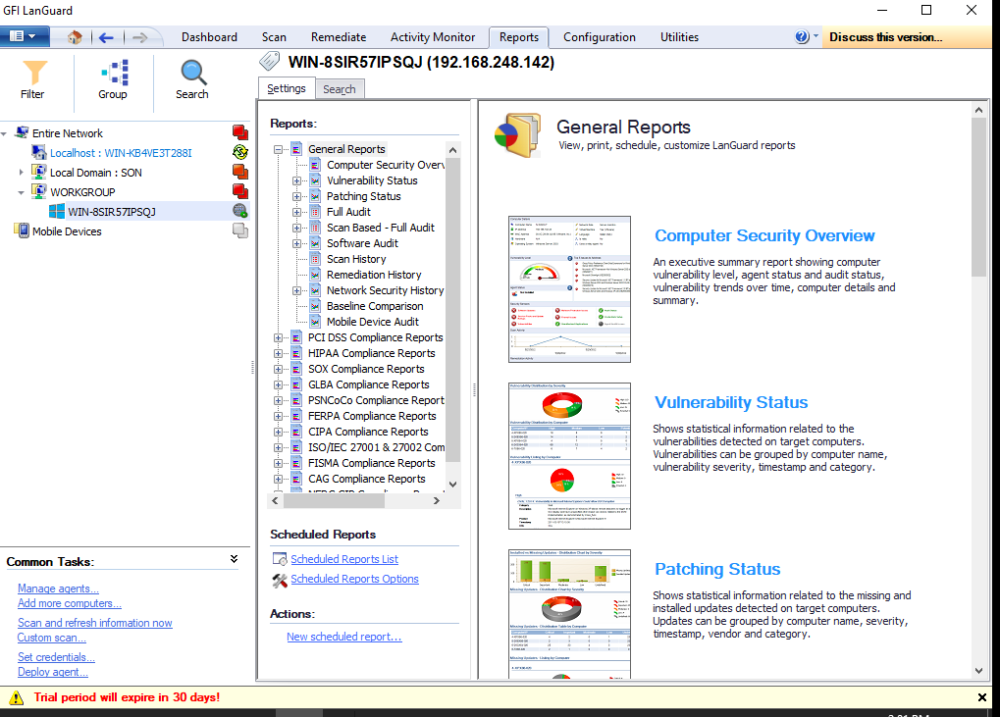 GFI LanGuard
Dashboard Scan Remediate Activity Monitor Reports Configuration Utilities Discuss this version...
Filter Group Search
Entire Network
Localhost : WIN-KB4VE3T288I
Local Domain : SON
WORKGROUP
WIN-8SIR57IPSQJ
Mobile Devices
Common Tasks:
Manage agents...
Add more computers...
Scan and refresh information now
Custom scan...
Set credentials...
Deploy agent...
WIN-8SIR57IPSQJ (192.168.248.142)
Settings Search
Reports:
General Reports
Computer Security Overv
Vulnerability Status
Patching Status
Full Audit
Scan Based - Full Audit
Software Audit
Scan History
Remediation History
Network Security History
Baseline Comparison
Mobile Device Audit
PCI DSS Compliance Reports
HIPAA Compliance Reports
SOX Compliance Reports
GLBA Compliance Reports
PSNCoCo Compliance Report
FERPA Compliance Reports
CIPA Compliance Reports
ISO/IEC 27001 & 27002 Com
FISMA Compliance Reports
CAG Compliance Reports
Scheduled Reports
Scheduled Reports List
Scheduled Reports Options
Actions:
New scheduled report...
General Reports
View, print, schedule, customize LanGuard reports
Computer Security Overview
An executive summary report showing computer
vulnerability level, agent status and audit status,
vulnerability trends over time, computer details and
summary.
Vulnerability Status
Shows statistical information related to the
vulnerabilities detected on target computers.
Vulnerabilities can be grouped by computer name,
vulnerability severity, timestamp and category.
Patching Status
Shows statistical information related to the missing and
installed updates detected on target computers.
Updates can be grouped by computer name, severity,
timestamp, vendor and category.
Trial period will expire in 30 days!